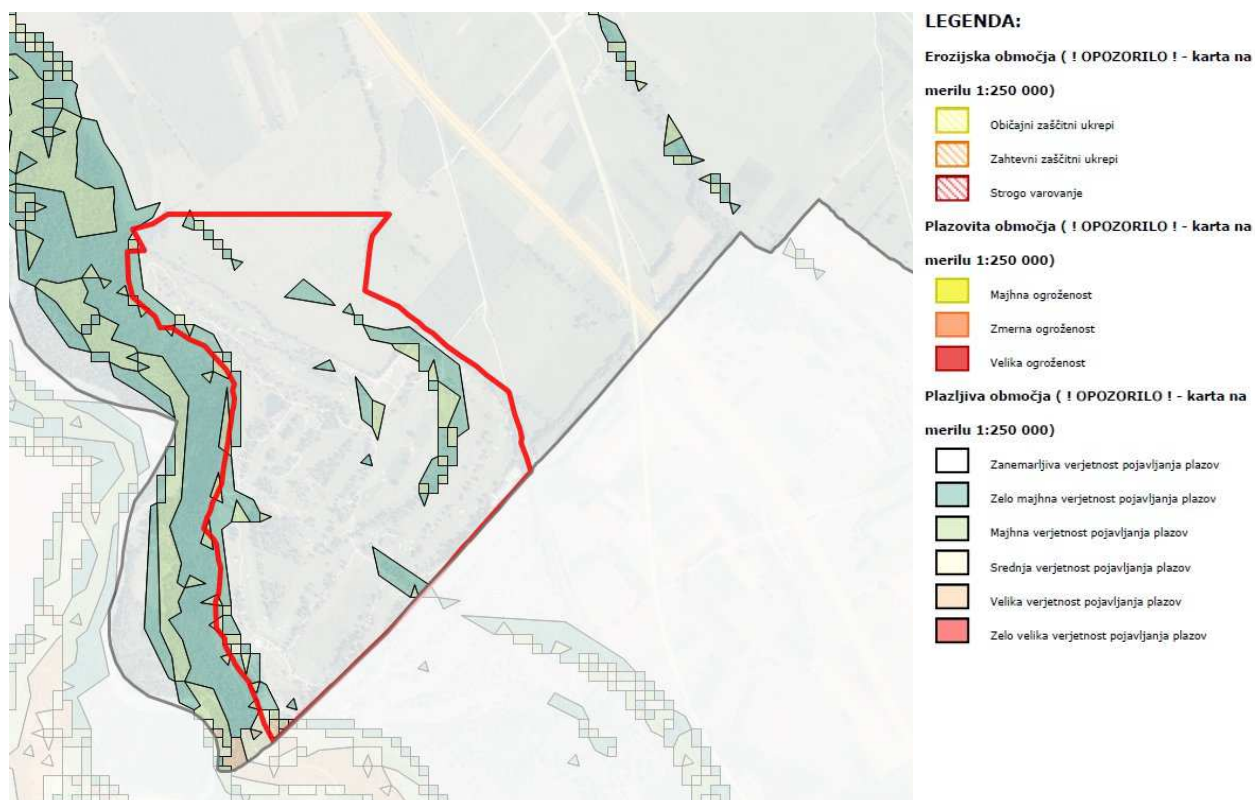 LEGENDA:
Erozijska območja ( ! OPOZORILO ! - karta na
merilu 1:250 000)
Običajni zaščitni ukrepi
Zahtevni zaščitni ukrepi
Strogo varovanje
Plazovita območja ( ! OPOZORILO ! - karta na
merilu 1:250 000)
Majhna ogroženost
Zmerna ogroženost
Velika ogroženost
Plazljiva območja ( ! OPOZORILO ! - karta na
merilu 1:250 000)
Zanemarljiva verjetnost pojavljanja plazov
Zelo majhna verjetnost pojavljanja plazov
Majhna verjetnost pojavljanja plazov
Srednja verjetnost pojavljanja plazov
Velika verjetnost pojavljanja plazov
Zelo velika verjetnost pojavljanja plazov